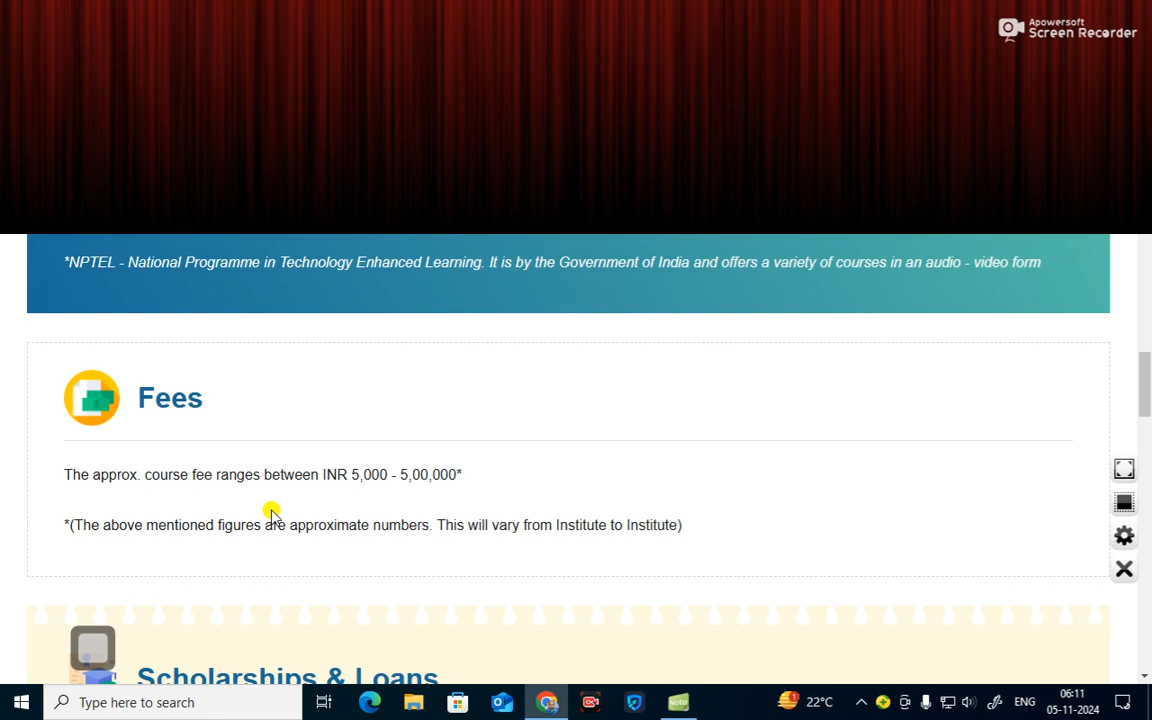 Apowersoft
Screen Recorder
*NPTEL - National Programme in Technology Enhanced Learning. It is by the Government of India and offers a variety of courses in an audio - video form
Fees
The approx. course fee ranges between INR 5,000 - 5,00,000*
*(The above mentioned figures are approximate numbers. This will vary from Institute to Institute)
Scholarships & Loans
Type here to search
1
22°C
ENG
06:11
05-11-2024
Note